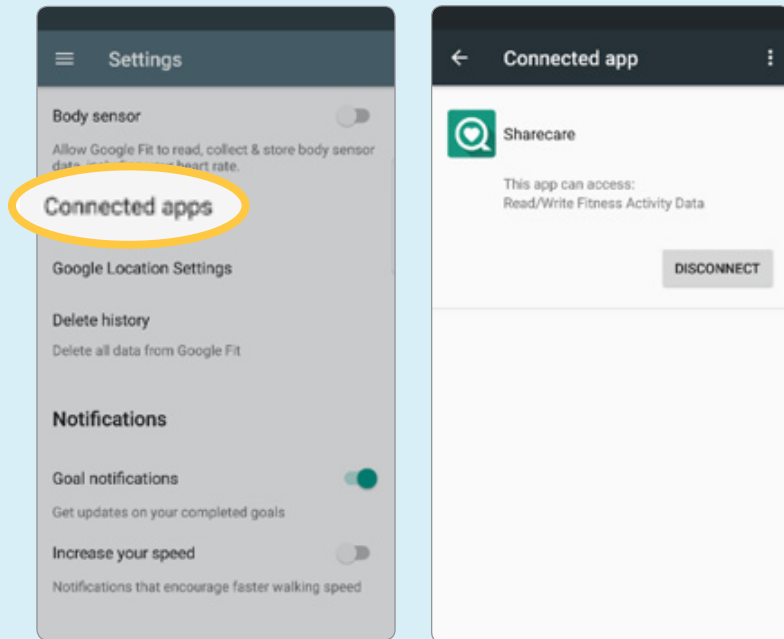 Settings
Body sensor
Allow Google Fit to read, collect & store body sensor
heart rate.
Connected apps
Google Location Settings
Delete history
Delete all data from Google Fit
Notifications
Goal notifications
Get updates on your completed goals
Increase your speed
Notifications that encourage faster walking speed
Connected app
Sharecare
This app can access:
Read/Write Fitness Activity Data
DISCONNECT